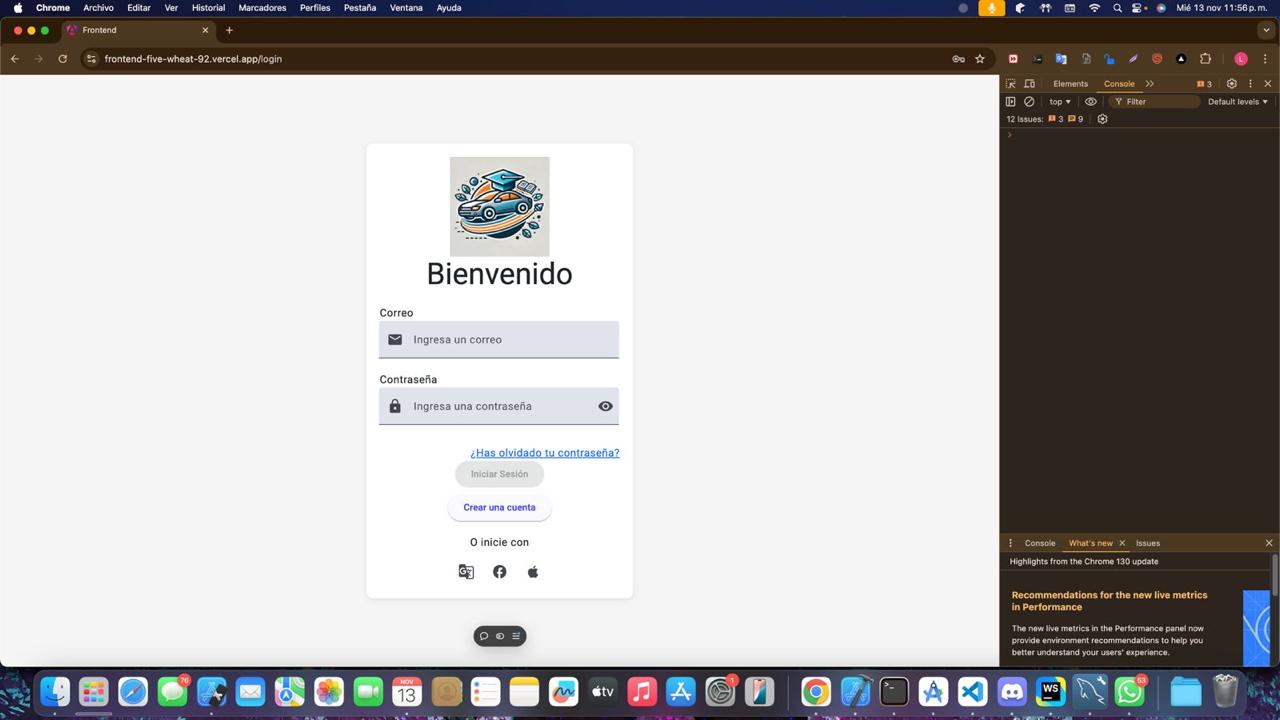 Chrome Archivo Editar Ver Historial Marcadores Perfiles Pestaña Ventana Ayuda Mié 13 nov 11:56 p.m.
Frontend
frontend-five-wheat-92.vercel.app/login
L
Elements Console 3
top Filter Default levels
12 Issues: 3 9
Bienvenido
Correo
Ingresa un correo
Contraseña
Ingresa una contraseña
¿Has olvidado tu contraseña?
Iniciar Sesión
Crear una cuenta
O inicie con
Console What's new Issues
Highlights from the Chrome 130 update
Recommendations for the new live metrics
in Performance
The new live metrics in the Performance panel now
provide environment recommendations to help you
better understand your users' experience.
76
NOV
13
tv
1
WS
53